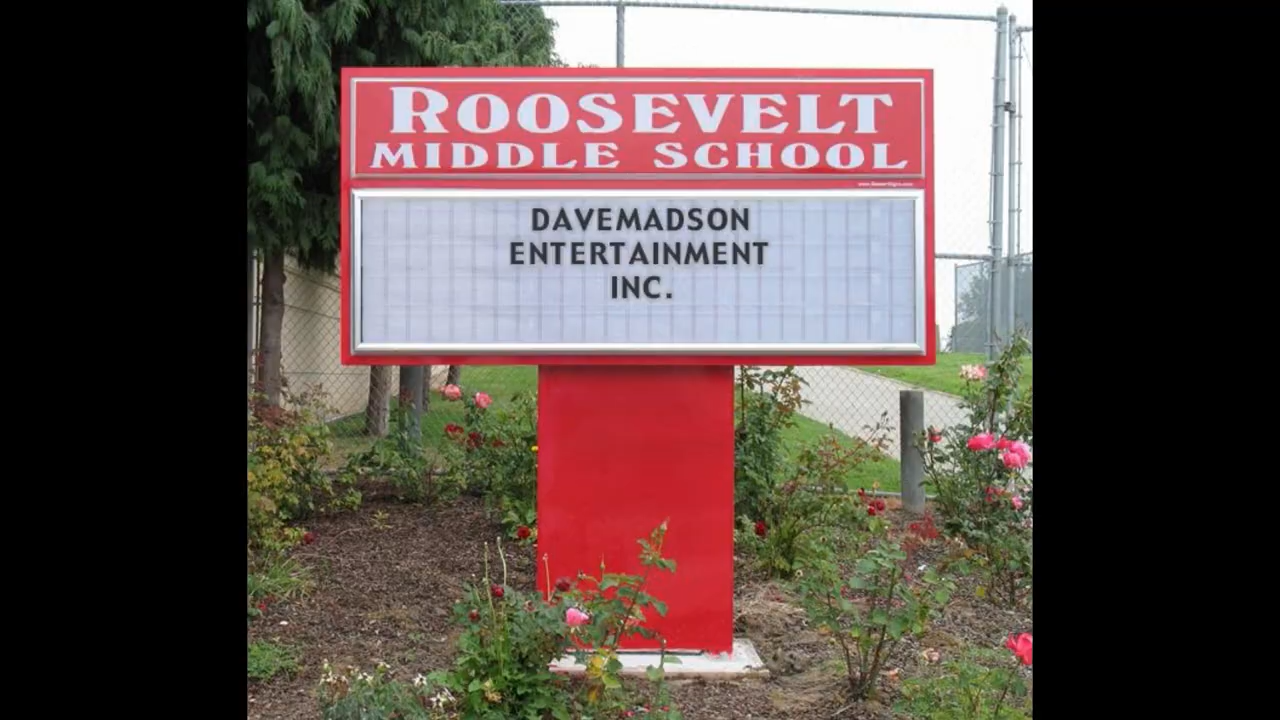 ROOSEVELT
MIDDLE SCHOOL
DAVEMADSON
ENTERTAINMENT
INC.